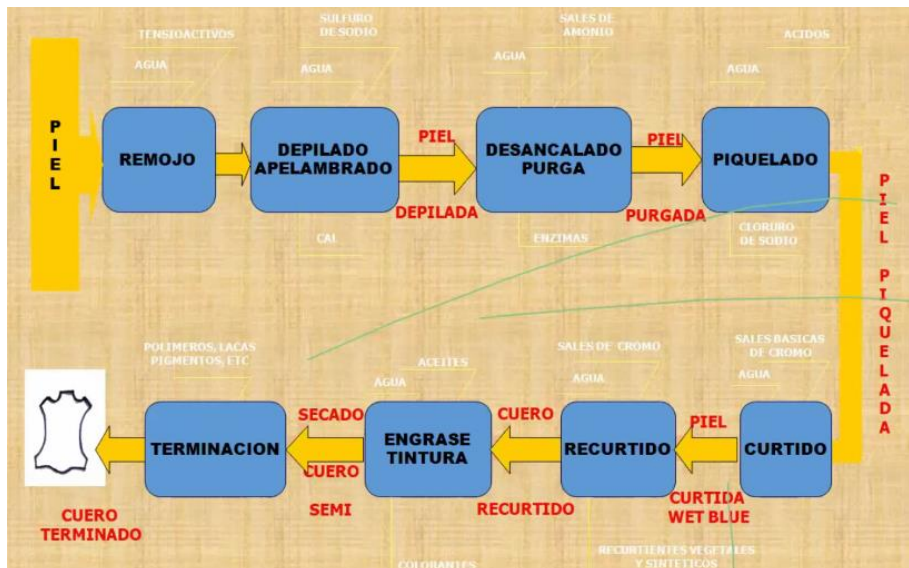 SULFURO
DE SODIO
SALES DE
AMONIO
TENSIOACTIVOS
ACIDOS
AGUA
AGUA
AGUA
AGUA
PIEL
REMOJO
DEPILADO
APELAMBRADO
PIEL
DEPILADA
DESANCALADO
PURGA
PIEL
PURGADA
PIQUELADO
CAl
ENZIMAS
CLORURO
DE SODIO
PIEL PIQUELADA
POLIMEROS, LACAS
PIGMENTOS, ETC
ACEITES
AGUA
SALES DE CROMO
AGUA
SALES BASICAS
DE CROMO
AGUA
CURTIDO
PIEL
CURTIDA
WET BLUE
RECURTIDO
CUERO
RECURTIDO
ENGRASE
TINTURA
SECADO
CUERO
SEMI
TERMINACION
CUERO
TERMINADO
COLORANTES
RECURTIENTES VEGETALES
Y SINTETICOS